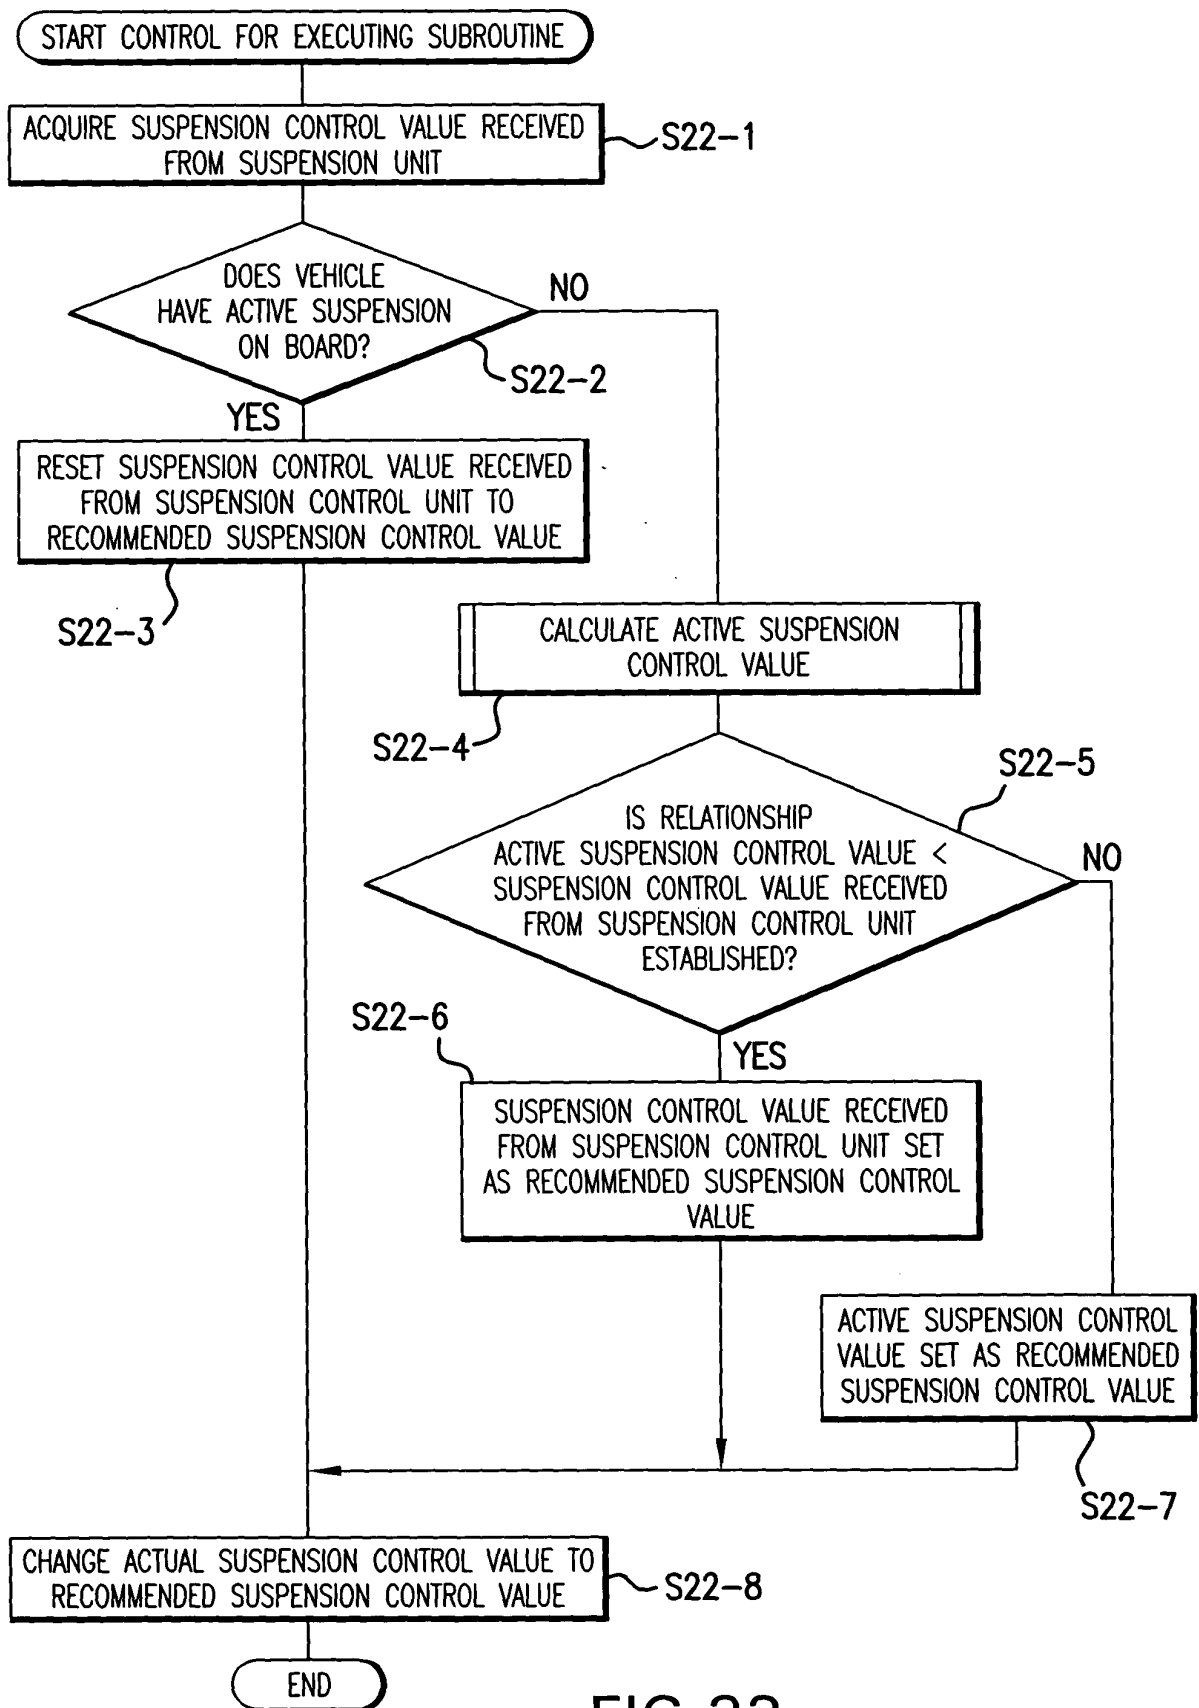 START CONTROL FOR EXECUTING SUBROUTINE
ACQUIRE SUSPENSION CONTROL VALUE RECEIVED
FROM SUSPENSION UNIT
S22-1
DOES VEHICLE
HAVE ACTIVE SUSPENSION
ON BOARD?
NO
S22-2
YES
RESET SUSPENSION CONTROL VALUE RECEIVED
FROM SUSPENSION CONTROL UNIT TO
RECOMMENDED SUSPENSION CONTROL VALUE
S22-3
CALCULATE ACTIVE SUSPENSION
CONTROL VALUE
S22-4
S22-5
IS RELATIONSHIP
ACTIVE SUSPENSION CONTROL VALUE <
SUSPENSION CONTROL VALUE RECEIVED
FROM SUSPENSION CONTROL UNIT
ESTABLISHED?
NO
S22-6
YES
SUSPENSION CONTROL VALUE RECEIVED
FROM SUSPENSION CONTROL UNIT SET
AS RECOMMENDED SUSPENSION CONTROL
VALUE
ACTIVE SUSPENSION CONTROL
VALUE SET AS RECOMMENDED
SUSPENSION CONTROL VALUE
S22-7
CHANGE ACTUAL SUSPENSION CONTROL VALUE TO
RECOMMENDED SUSPENSION CONTROL VALUE
S22-8
END